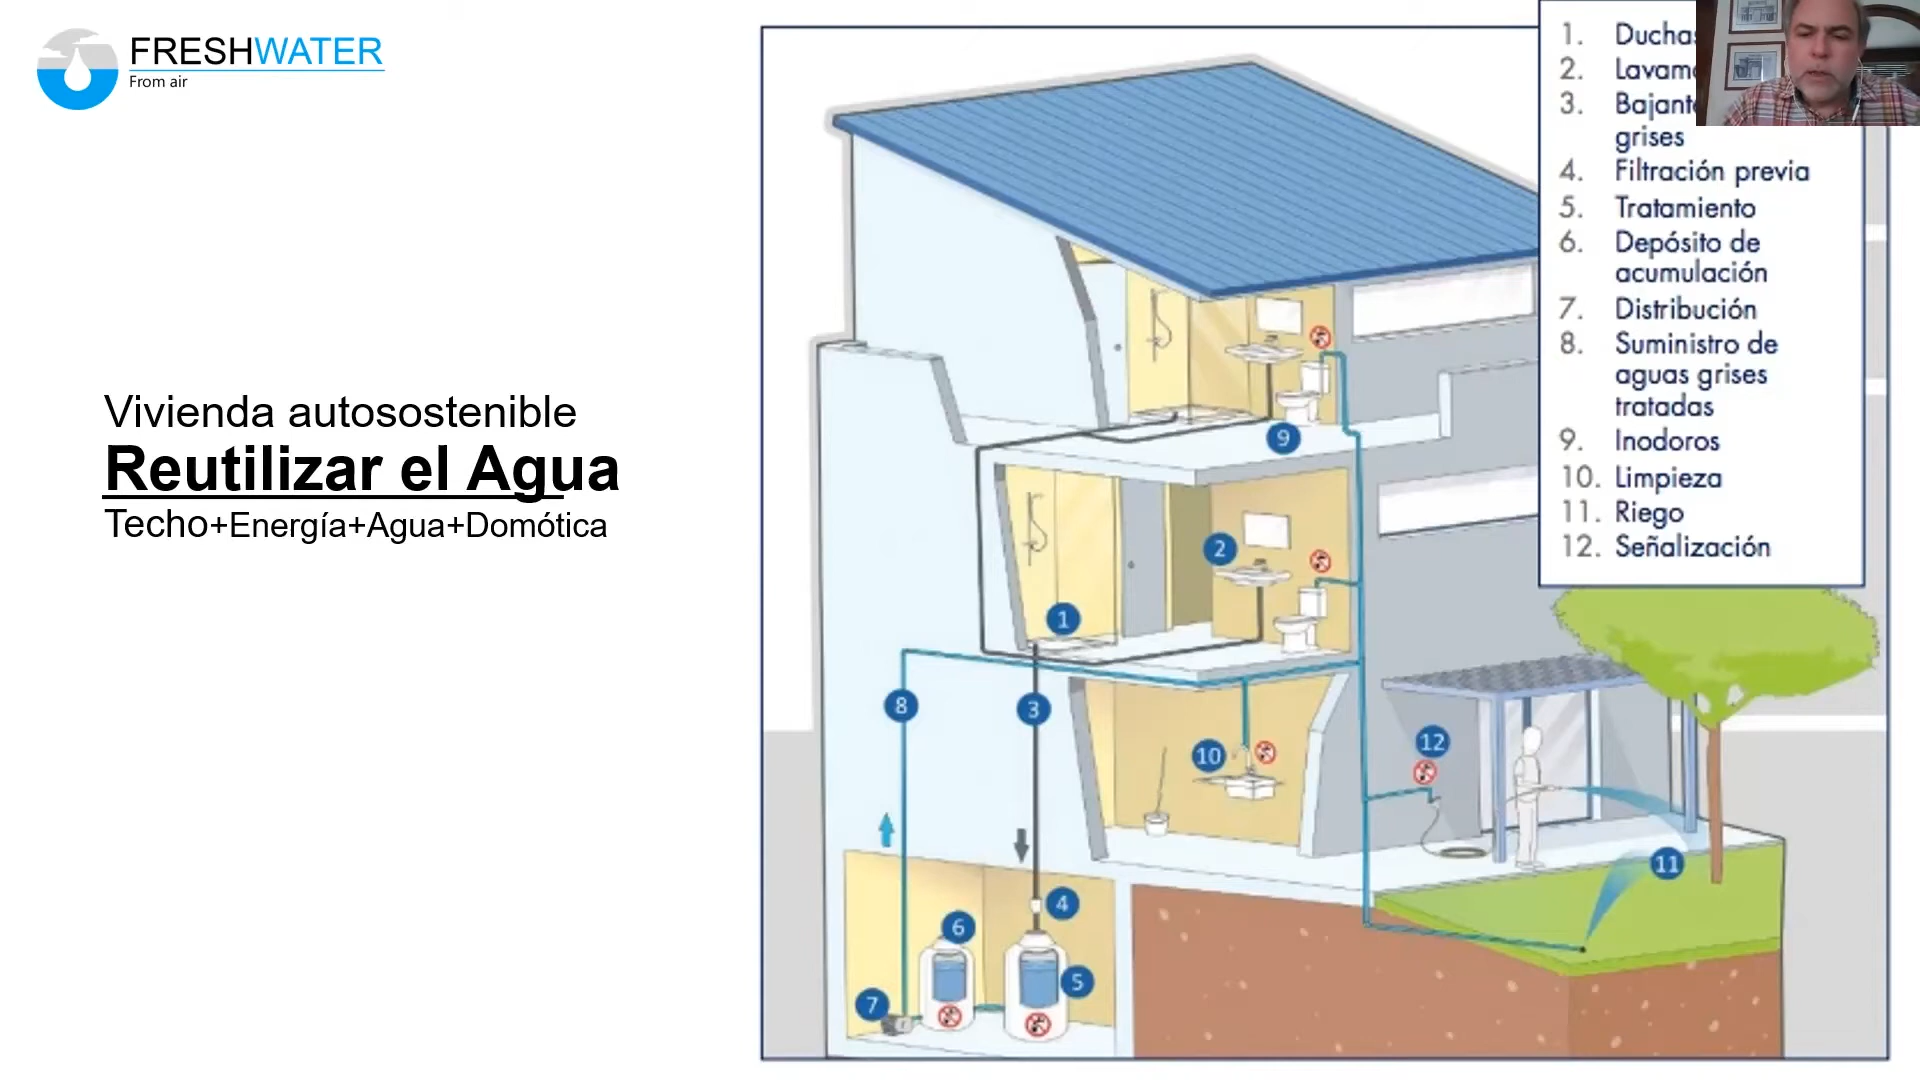 FRESHWATER
From air
Vivienda autosostenible
Reutilizar el Agua
Techo+Energía+Agua+Domótica
1. Duchas
2.
3.
grises
4. Filtración previa
5. Tratamiento
6. Depósito de
acumulación
7. Distribución
8. Suministro de
aguas grises
tratadas
9. Inodoros
10. Limpieza
11. Riego
12. Señalización
9
2
1
8
3
10
12
11
4
6
5
7